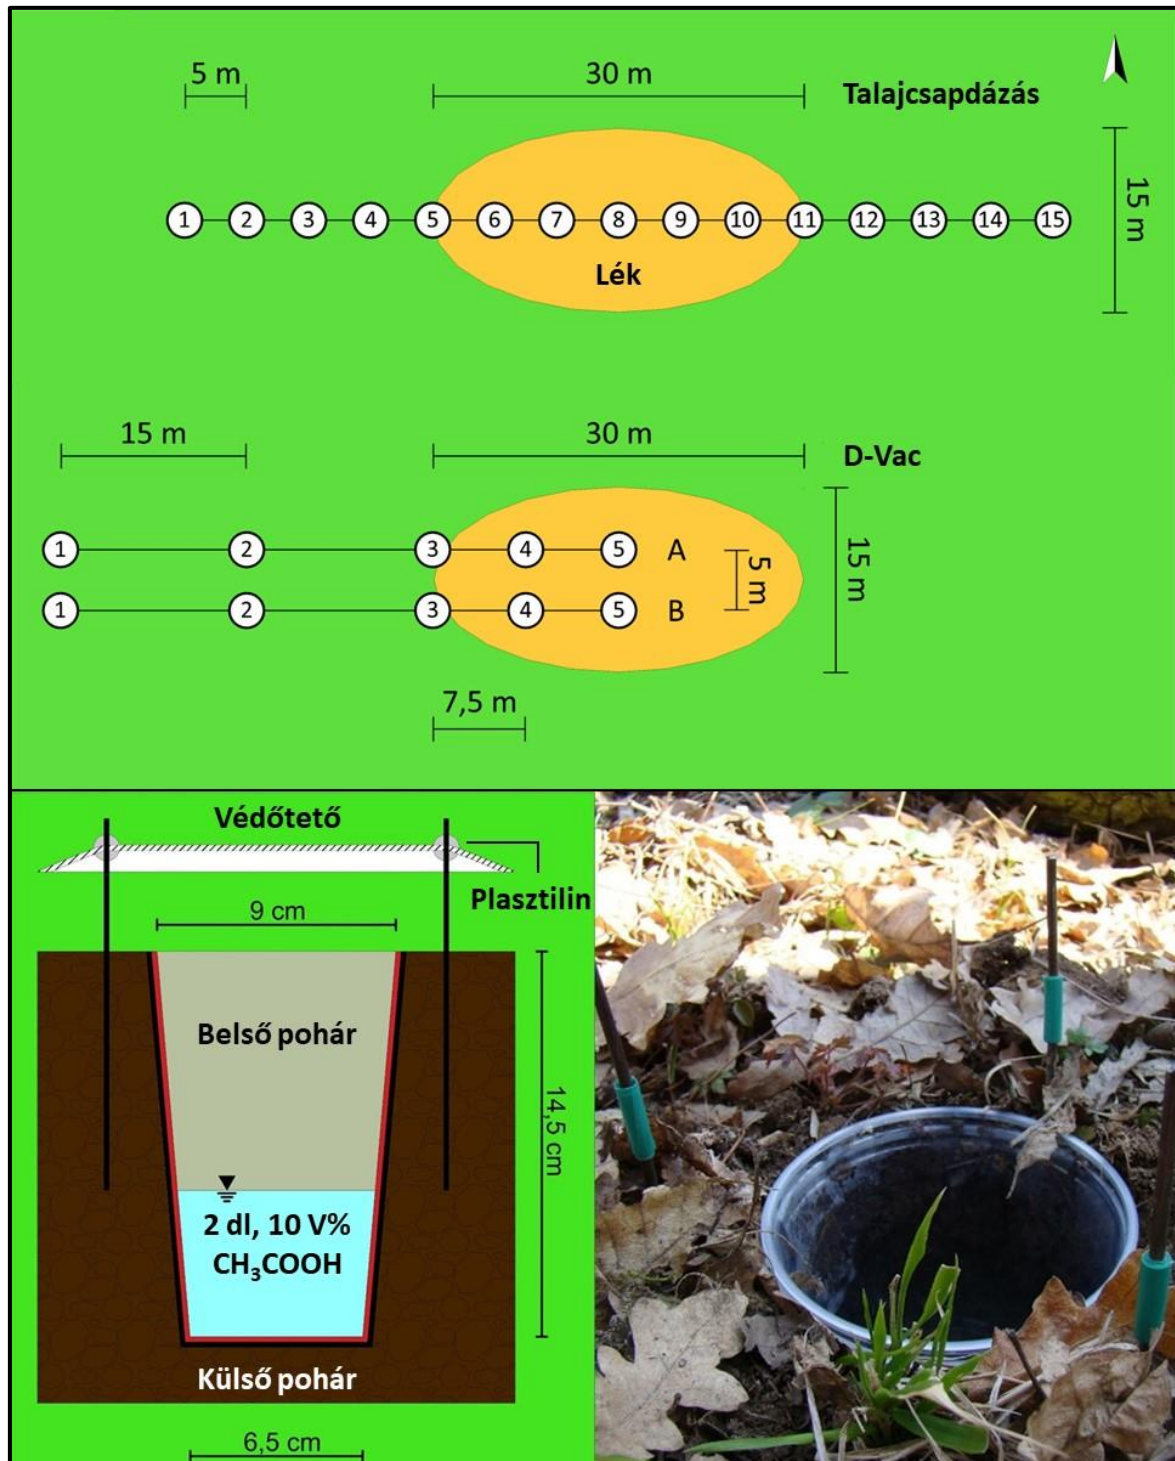 5 m
30 m
Talajcsapdázás
1 2 3 4 5 6 7 8 9 10 11 12 13 14 15
15 m
Lék
15 m
30 m
D-Vac
1 2 3 4 5 A
1 2 3 4 5 B
5 m
15 m
7,5 m
Védőtető
Plasztilin
9 cm
Belső pohár
14,5 cm
2 dl, 10 V%
CH₃COOH
Külső pohár
6,5 cm